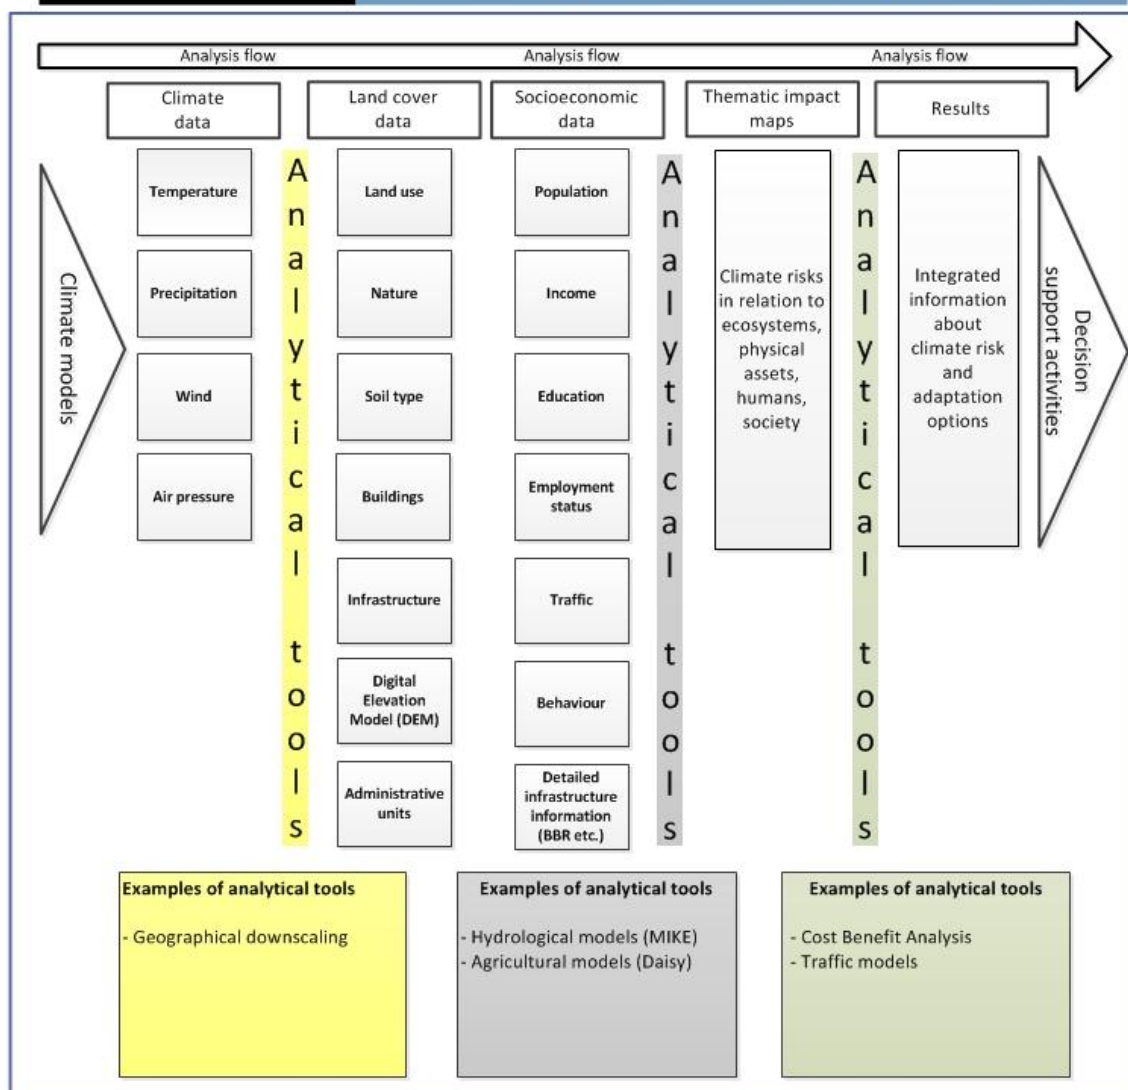 Analysis flow
Analysis flow
Analysis flow
Climate
data
Land cover
data
Socioeconomic
data
Thematic impact
maps
Results
Climate models
Temperature
Precipitation
Wind
Air pressure
Analytical tools
Land use
Nature
Soil type
Buildings
Infrastructure
Digital
Elevation
Model (DEM)
Administrative
units
Population
Income
Education
Employment
status
Traffic
Behaviour
Detailed
infrastructure
information
(BBR etc.)
Analytical tools
Climate risks
in relation to
ecosystems,
physical
assets,
humans,
society
Analytical tools
Integrated
information
about
climate risk
and
adaptation
options
Decision
support activities
Examples of analytical tools
- Geographical downscaling
Examples of analytical tools
- Hydrological models (MIKE)
- Agricultural models (Daisy)
Examples of analytical tools
- Cost Benefit Analysis
- Traffic models